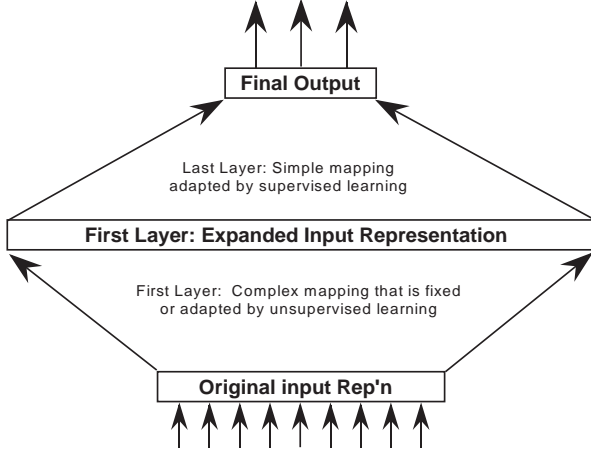 Final Output
Last Layer: Simple mapping
adapted by supervised learning
First Layer: Expanded Input Representation
First Layer:  Complex mapping that is fixed
or adapted by unsupervised learning
Original input Rep'n